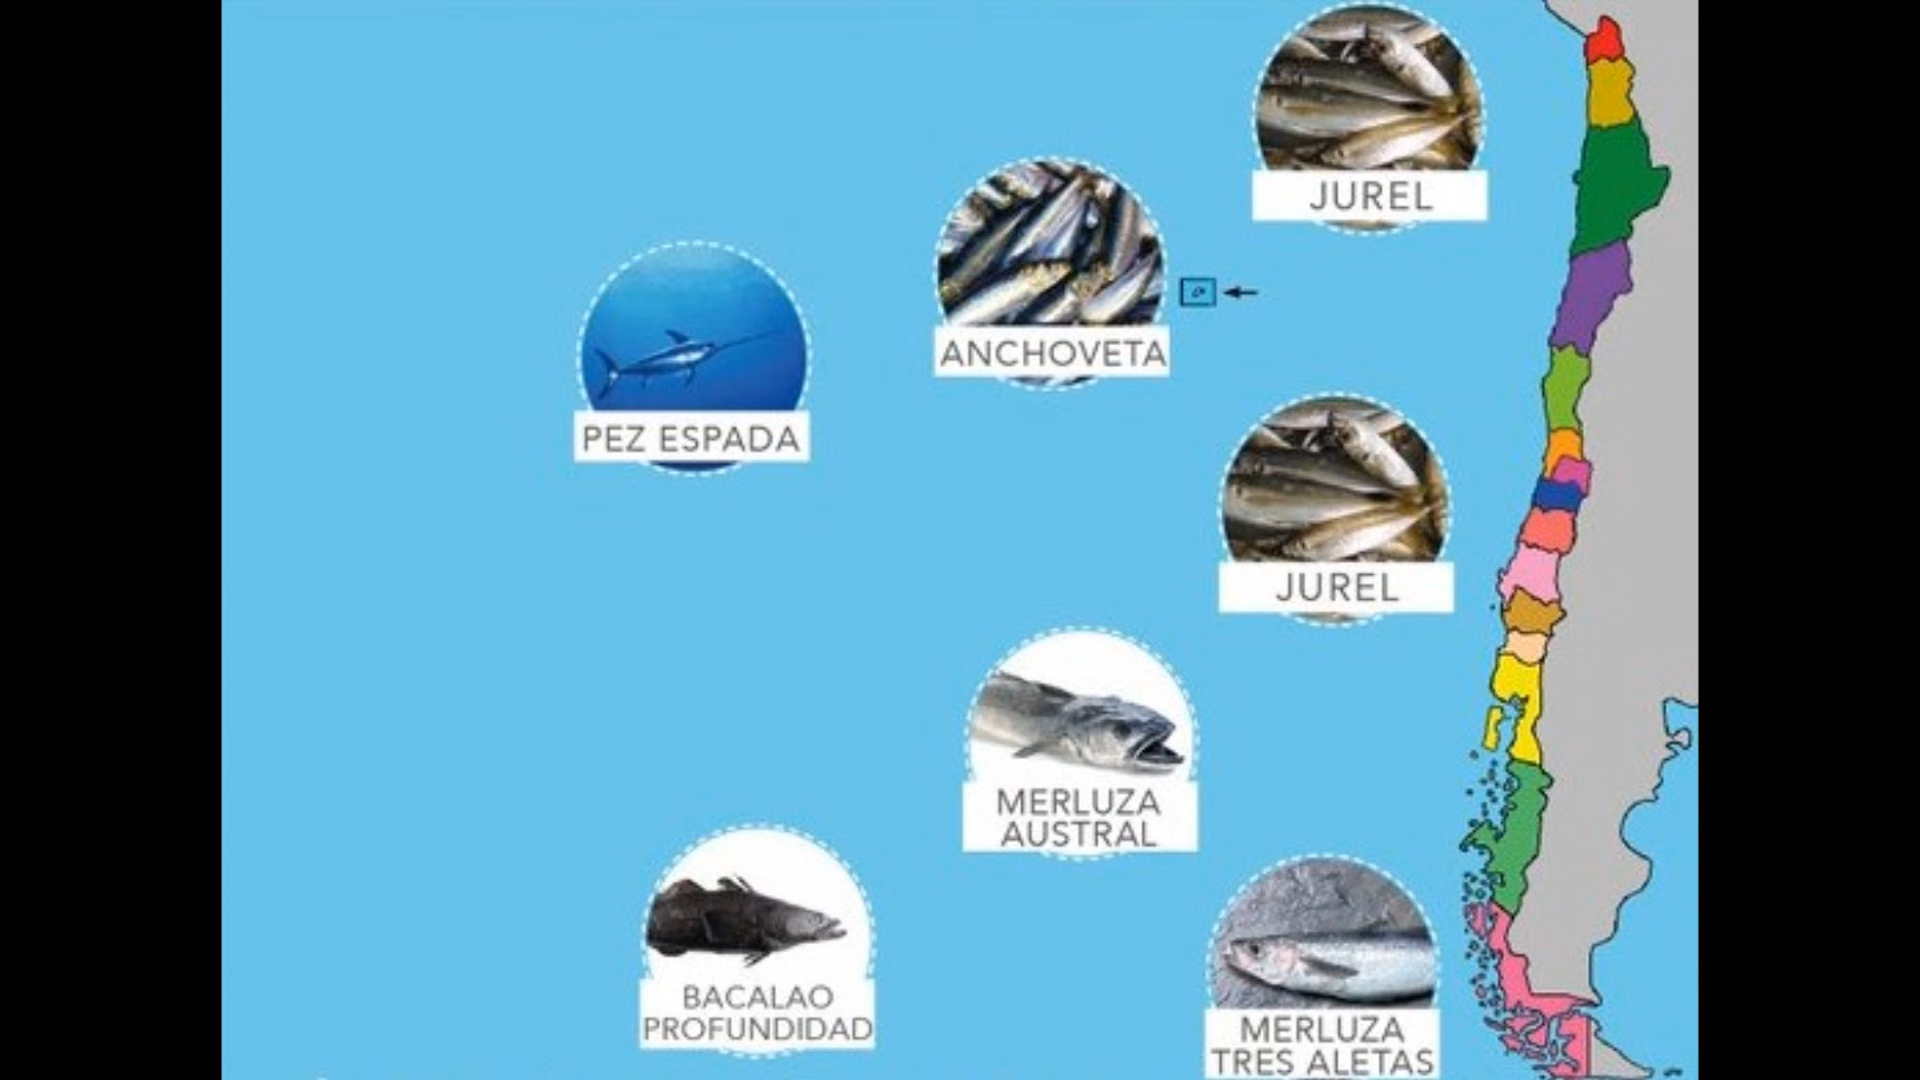 JUREL
ANCHOVETA
PEZ ESPADA
JUREL
MERLUZA
AUSTRAL
BACALAO
PROFUNDIDAD
MERLUZA
TRES ALETAS